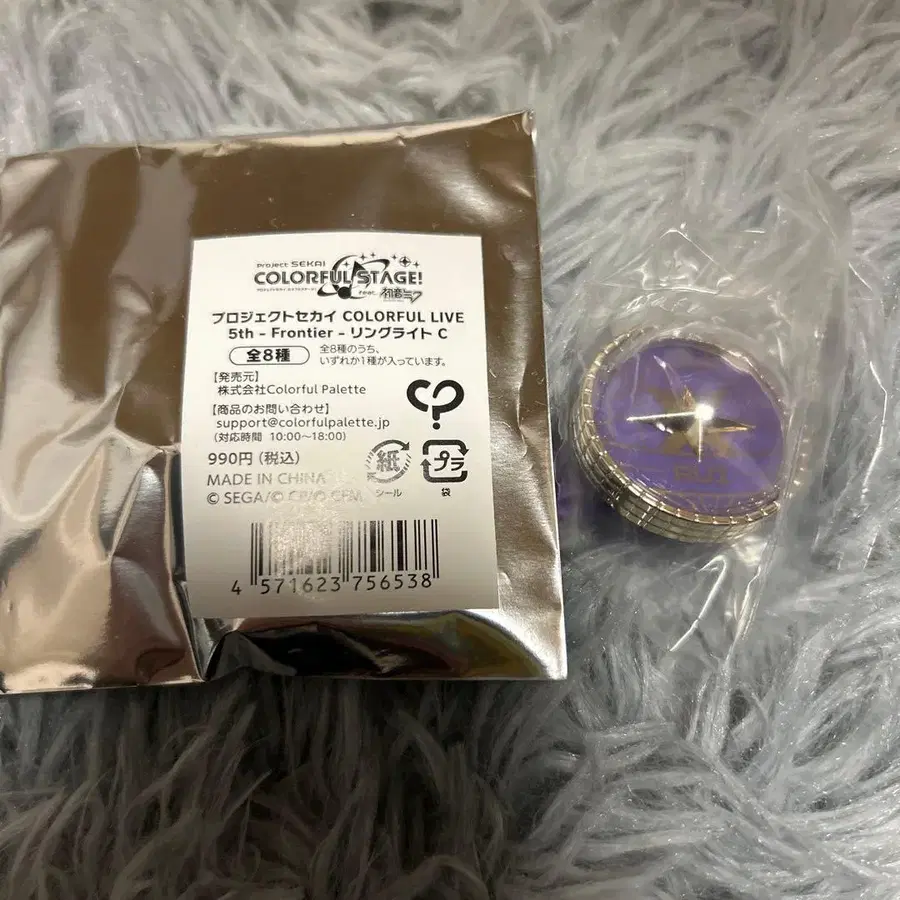 Project SEKAI
COLORFUL STAGE!
feat. 初音ミク
プロジェクトセカイ COLORFUL LIVE
5th - Frontier - リングライト C
全8種
全8種のうち、
いずれか1種が入っています。
【発売元】
株式会社Colorful Palette
【商品のお問い合わせ】
support@colorfulpalette.jp
(対応時間 10:00~18:00)
990円(税込)
紙
シール
プラ
袋
MADE IN CHINA
© SEGA/© CP/© CFM
4 571623 756538
RUI